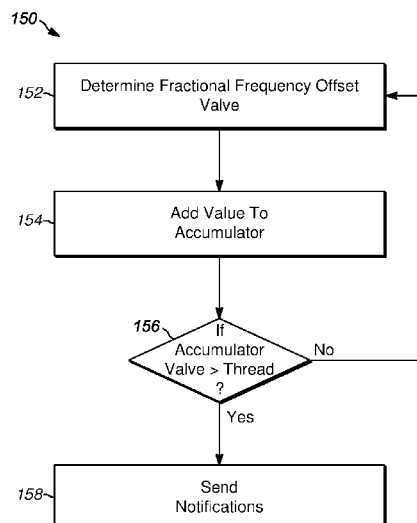 150
152
Determine Fractional Frequency Offset
Valve
154
Add Value To
Accumulator
156
If
Accumulator
Valve > Thread
?
No
Yes
158
Send
Notifications